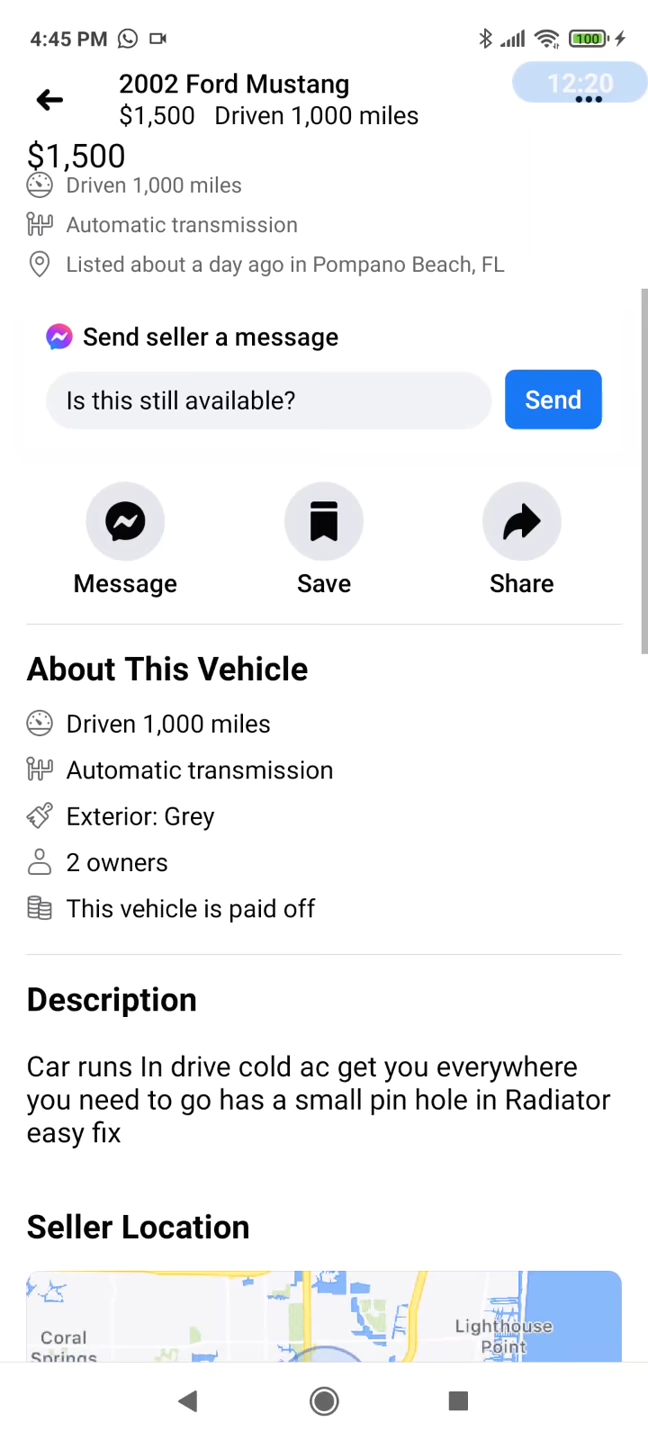 4:45 PM
100
12:20
2002 Ford Mustang
$1,500 Driven 1,000 miles
$1,500
Driven 1,000 miles
Automatic transmission
Listed about a day ago in Pompano Beach, FL
Send seller a message
Is this still available?
Send
Message
Save
Share
About This Vehicle
Driven 1,000 miles
Automatic transmission
Exterior: Grey
2 owners
This vehicle is paid off
Description
Car runs In drive cold ac get you everywhere
you need to go has a small pin hole in Radiator
easy fix
Seller Location
Coral
Springs
Lighthouse
Point